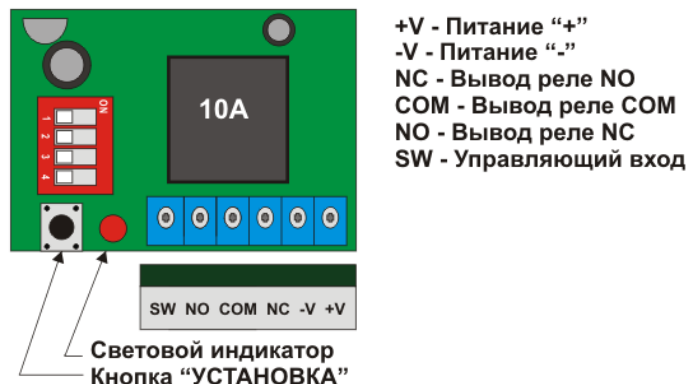 +V - Питание “+”
-V - Питание “-”
NC - Вывод реле NO
COM - Вывод реле COM
NO - Вывод реле NC
SW - Управляющий вход
ON
1
2
3
4
10A
SW NO COM NC -V +V
Световой индикатор
Кнопка “УСТАНОВКА”